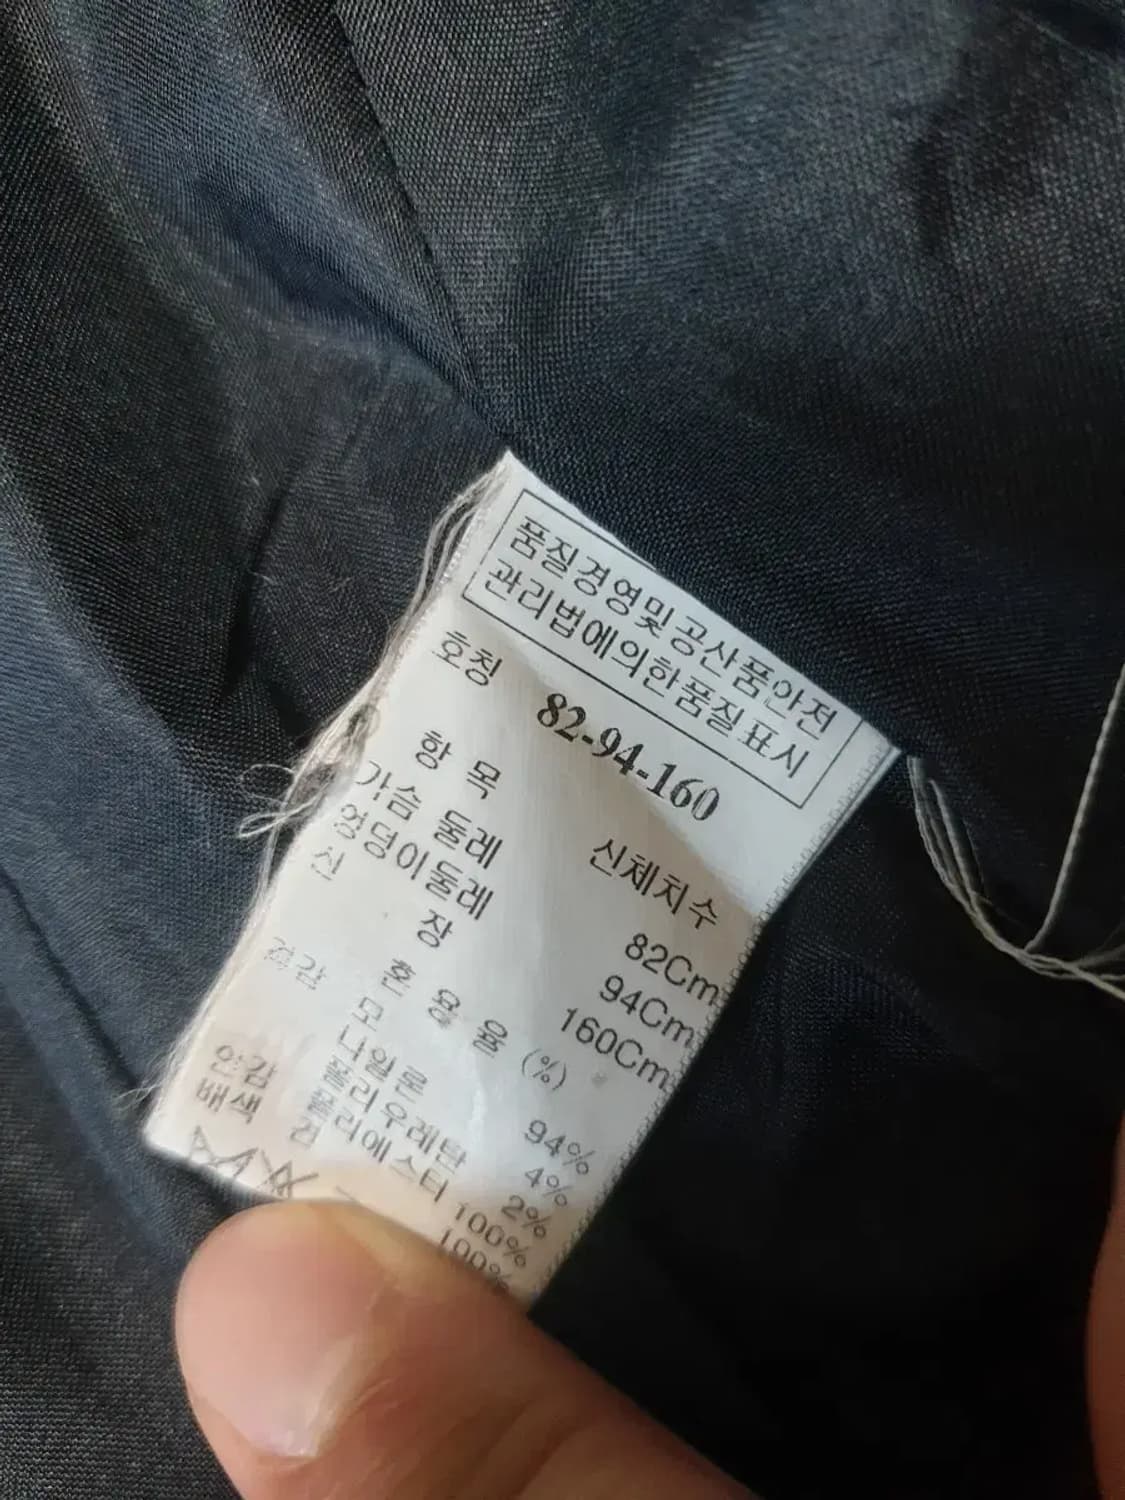 품질경영및공산품안전
관리법에의한품질표시
호칭 82-94-160
항 목 신체치수
가슴 둘레 82Cm
엉덩이둘레 94Cm
신 장 160Cm
겉감 혼 용 율 (%)
모 94%
나일론 4%
폴리우레탄 2%
안감 폴리에스터 100%
배색 100%